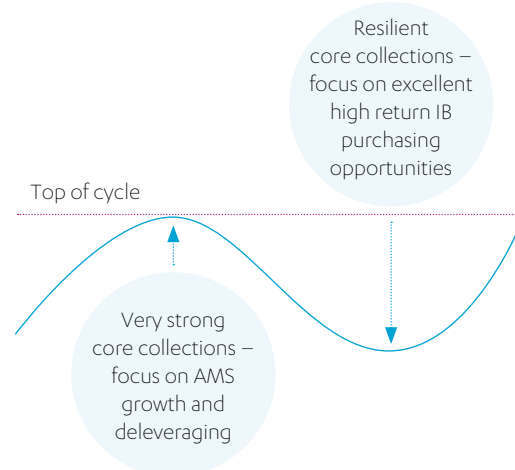 Resilient
core collections –
focus on excellent
high return IB
purchasing
opportunities
Top of cycle
Very strong
core collections –
focus on AMS
growth and
deleveraging